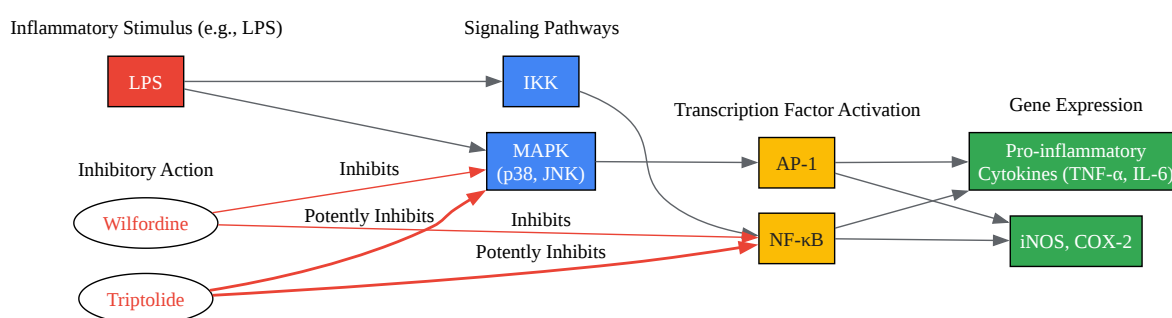 Inflammatory Stimulus (e.g., LPS)
Signaling Pathways
LPS
IKK
Transcription Factor Activation
Gene Expression
MAPK
(p38, JNK)
AP-1
Pro-inflammatory
Cytokines (TNF-α, IL-6)
Inhibitory Action
Inhibits
Wilfordine
Potently Inhibits
Inhibits
NF-κB
iNOS, COX-2
Potently Inhibits
Triptolide